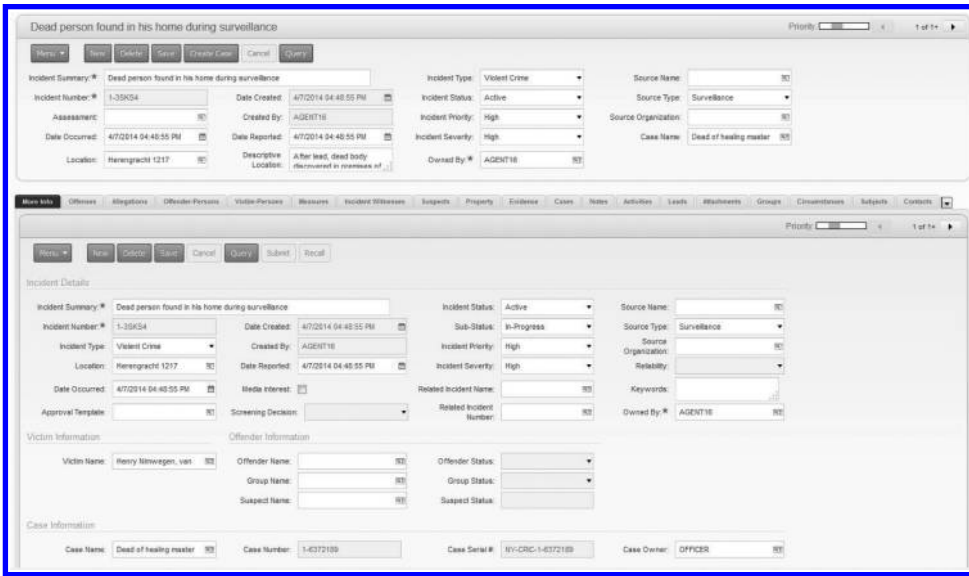 Dead person found in his home during surveillance Priority: 1 of 1+
Menu New Delete Save Create Case Cancel Query
Incident Summary:* Dead person found in his home during surveillance Incident Type: Violent Crime Source Name:
Incident Number:* 1-3SK54 Date Created: 4/7/2014 04:48:55 PM Incident Status: Active Source Type: Surveillance
Assessment: Created By: AGENT16 Incident Priority: High Source Organization:
Date Occurred: 4/7/2014 04:48:55 PM Date Reported: 4/7/2014 04:48:55 PM Incident Severity: High Case Name: Dead of healing master
Location: Herengracht 1217 Descriptive Location: After lead, dead body discovered in premises of Owned By:* AGENT16
More Info Offenses Allegations Offender-Persons Victim-Persons Measures Incident Witnesses Suspects Property Evidence Cases Notes Activities Leads Attachments Groups Circumstances Subjects Contacts
Priority: 1 of 1+
Menu New Delete Save Cancel Query Submit Recall
Incident Details
Incident Summary:* Dead person found in his home during surveillance Incident Status: Active Source Name:
Incident Number:* 1-3SK54 Date Created: 4/7/2014 04:48:55 PM Sub-Status: In-Progress Source Type: Surveillance
Incident Type: Violent Crime Created By: AGENT16 Incident Priority: High Source Organization:
Location: Herengracht 1217 Date Reported: 4/7/2014 04:48:55 PM Incident Severity: High Reliability:
Date Occurred: 4/7/2014 04:48:55 PM Media Interest: Related Incident Name: Keywords:
Approval Template: Screening Decision: Related Incident Number: Owned By:* AGENT16
Victim Information Offender Information
Victim Name: Henry Nimwegen, van Offender Name: Offender Status:
Group Name: Group Status:
Suspect Name: Suspect Status:
Case Information
Case Name: Dead of healing master Case Number: 1-6372189 Case Serial #: NY-CRIC-1-6372189 Case Owner: OFFICER